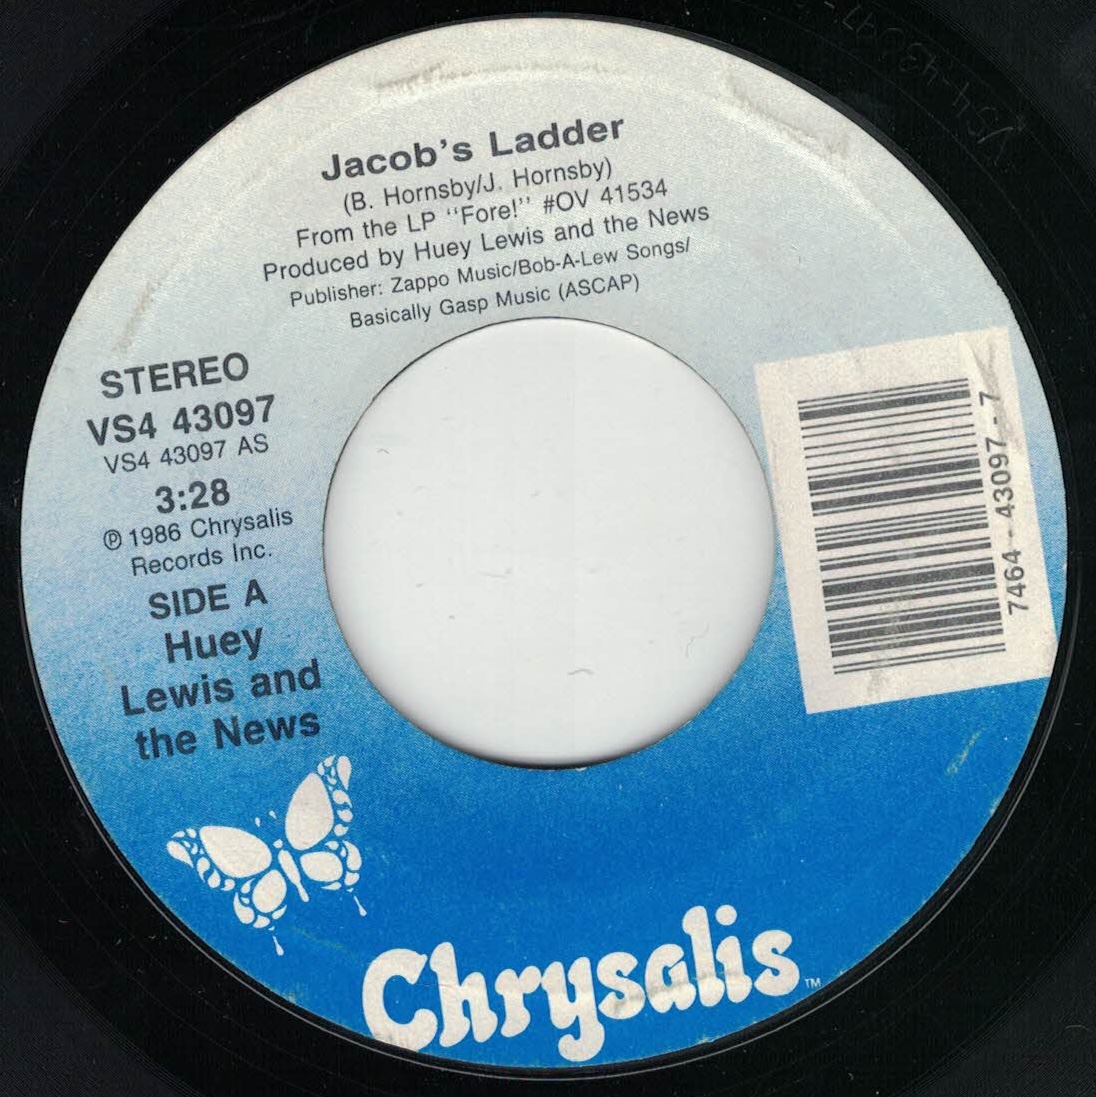 Jacob's Ladder
(B. Hornsby/J. Hornsby)
From the LP "Fore!" #OV 41534
Produced by Huey Lewis and the News
Publisher: Zappo Music/Bob-A-Lew Songs/
Basically Gasp Music (ASCAP)
STEREO
VS4 43097
VS4 43097 AS
3:28
℗ 1986 Chrysalis
Records Inc.
SIDE A
Huey
Lewis and
the News
7464-43097-7
Chrysalis™